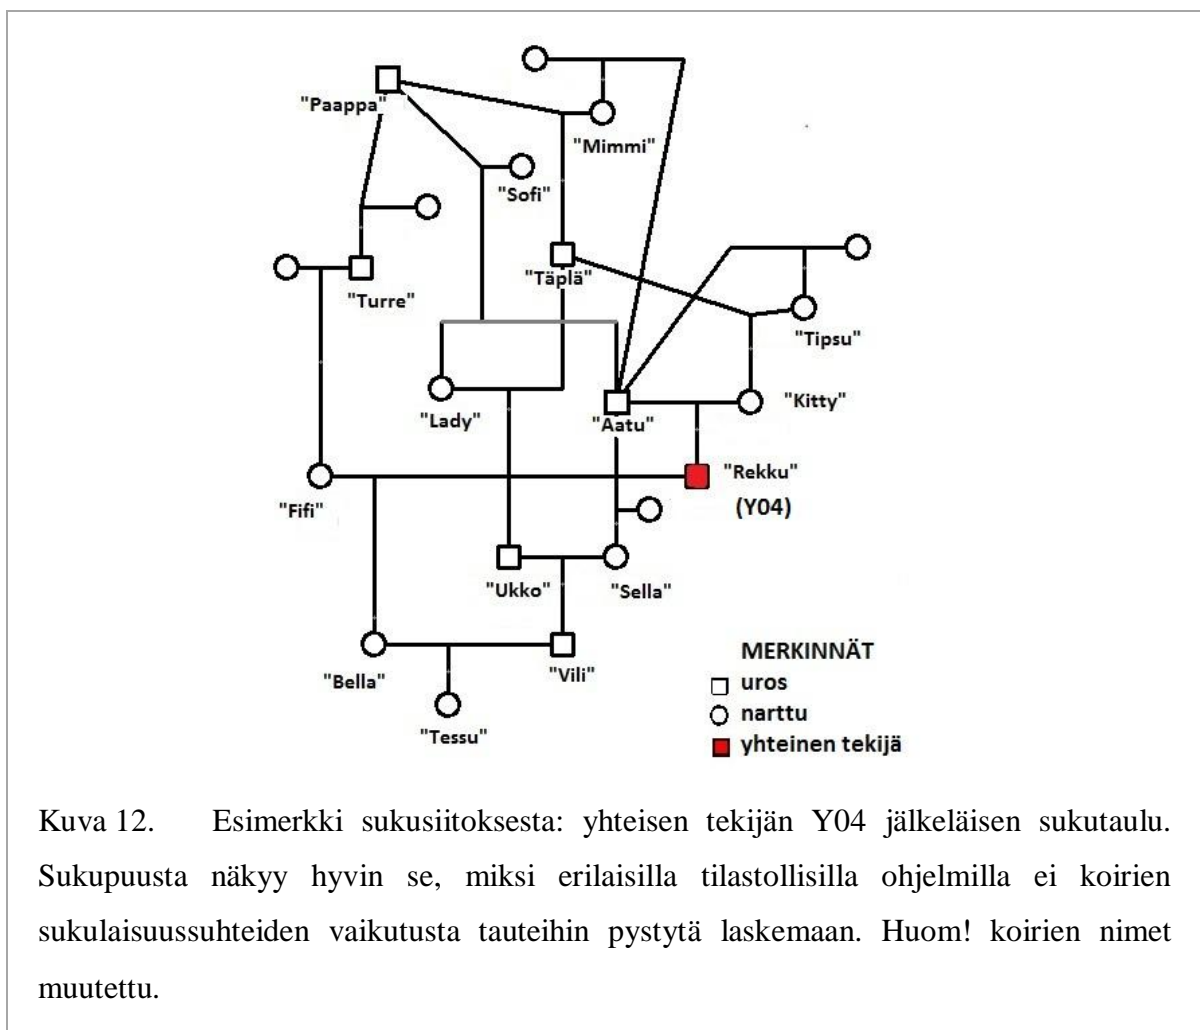 "Paappa"
"Mimmi"
"Sofi"
"Täplä"
"Turre"
"Tipsu"
"Lady"
"Aatu"
"Kitty"
"Rekku"
(Y04)
"Fifi"
"Ukko"
"Sella"
"Bella"
"Vili"
"Tessu"
MERKINNÄT
uros
narttu
yhteinen tekijä
Kuva 12. Esimerkki sukusiitoksesta: yhteisen tekijän Y04 jälkeläisen sukutaulu.
Sukupuusta näkyy hyvin se, miksi erilaisilla tilastollisilla ohjelmilla ei koirien
sukulaisuussuhteiden vaikutusta tauteihin pystytä laskemaan. Huom! koirien nimet
muutettu.